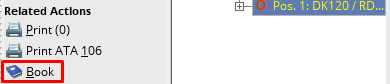 Related Actions
Print (0)
Print ATA 106
Book
Pos. 1: DK120 / RD...